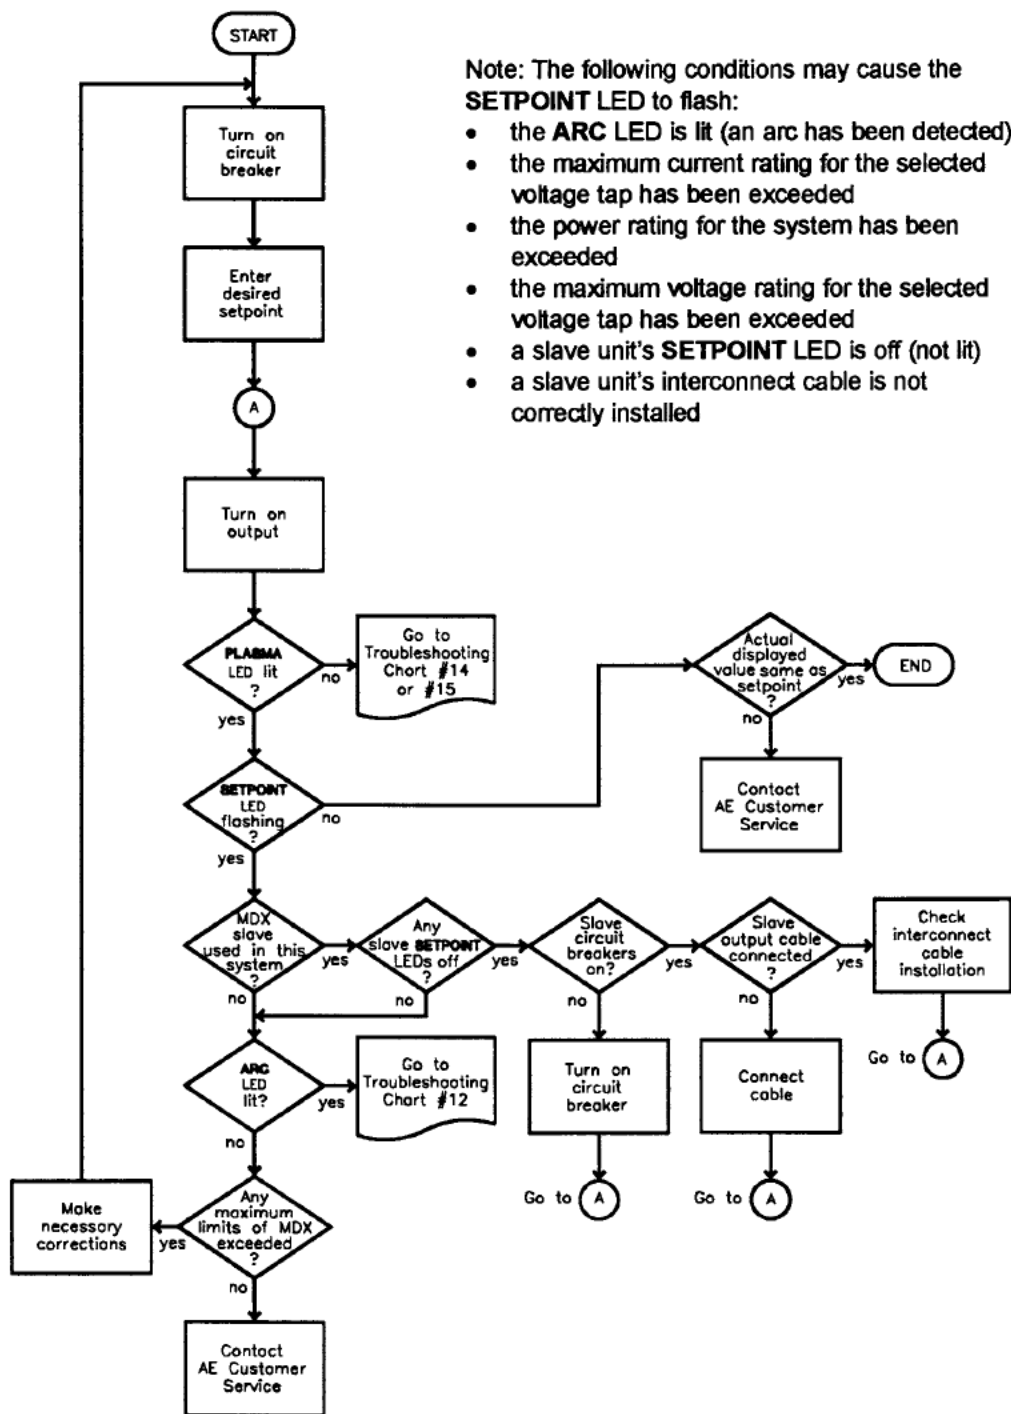 START
Note: The following conditions may cause the
SETPOINT LED to flash:
• the ARC LED is lit (an arc has been detected)
• the maximum current rating for the selected
voltage tap has been exceeded
• the power rating for the system has been
exceeded
• the maximum voltage rating for the selected
voltage tap has been exceeded
• a slave unit's SETPOINT LED is off (not lit)
• a slave unit's interconnect cable is not
correctly installed
Turn on
circuit
breaker
Enter
desired
setpoint
A
Turn on
output
PLASMA
LED lit
?
no
yes
Go to
Troubleshooting
Chart #14
or #15
Actual
displayed
value same as
setpoint
?
yes
no
END
Contact
AE Customer
Service
SETPOINT
LED
flashing
?
no
yes
MDX
slave
used in this
system
?
yes
no
Any
slave SETPOINT
LEDs off
?
yes
no
Slave
circuit
breakers
on?
yes
no
Slave
output cable
connected
?
yes
no
Check
interconnect
cable
installation
Go to
A
ARC
LED
lit?
yes
no
Go to
Troubleshooting
Chart #12
Turn on
circuit
breaker
Go to
A
Connect
cable
Go to
A
Any
maximum
limits of MDX
exceeded
?
yes
no
Make
necessary
corrections
Contact
AE Customer
Service